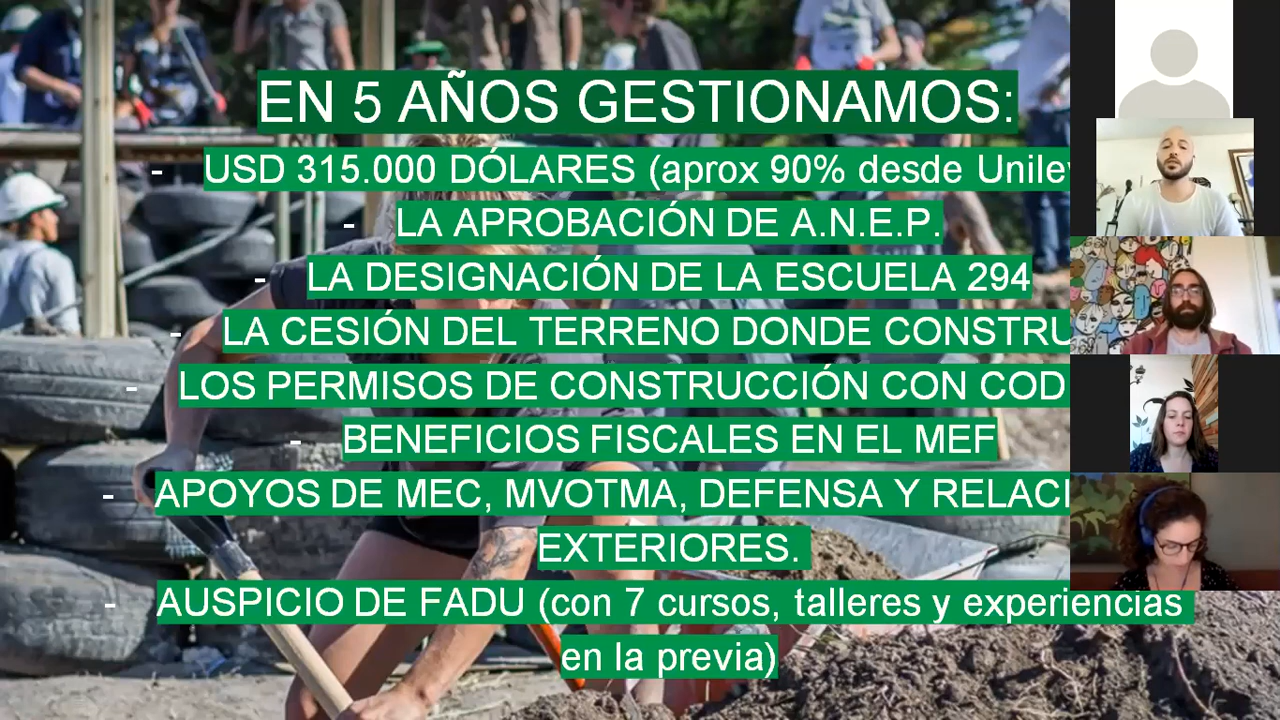 EN 5 AÑOS GESTIONAMOS:
- USD 315.000 DÓLARES (aprox 90% desde
- LA APROBACIÓN DE A.N.E.P.
- LA DESIGNACIÓN DE LA ESCUELA 294
- LA CESIÓN DEL TERRENO DONDE
- LOS PERMISOS DE CONSTRUCCIÓN CON
- BENEFICIOS FISCALES EN EL MEF
- APOYOS DE MEC, MVOTMA, DEFENSA Y
EXTERIORES.
- AUSPICIO DE FADU (con 7 cursos, talleres y experiencias
en la previa)